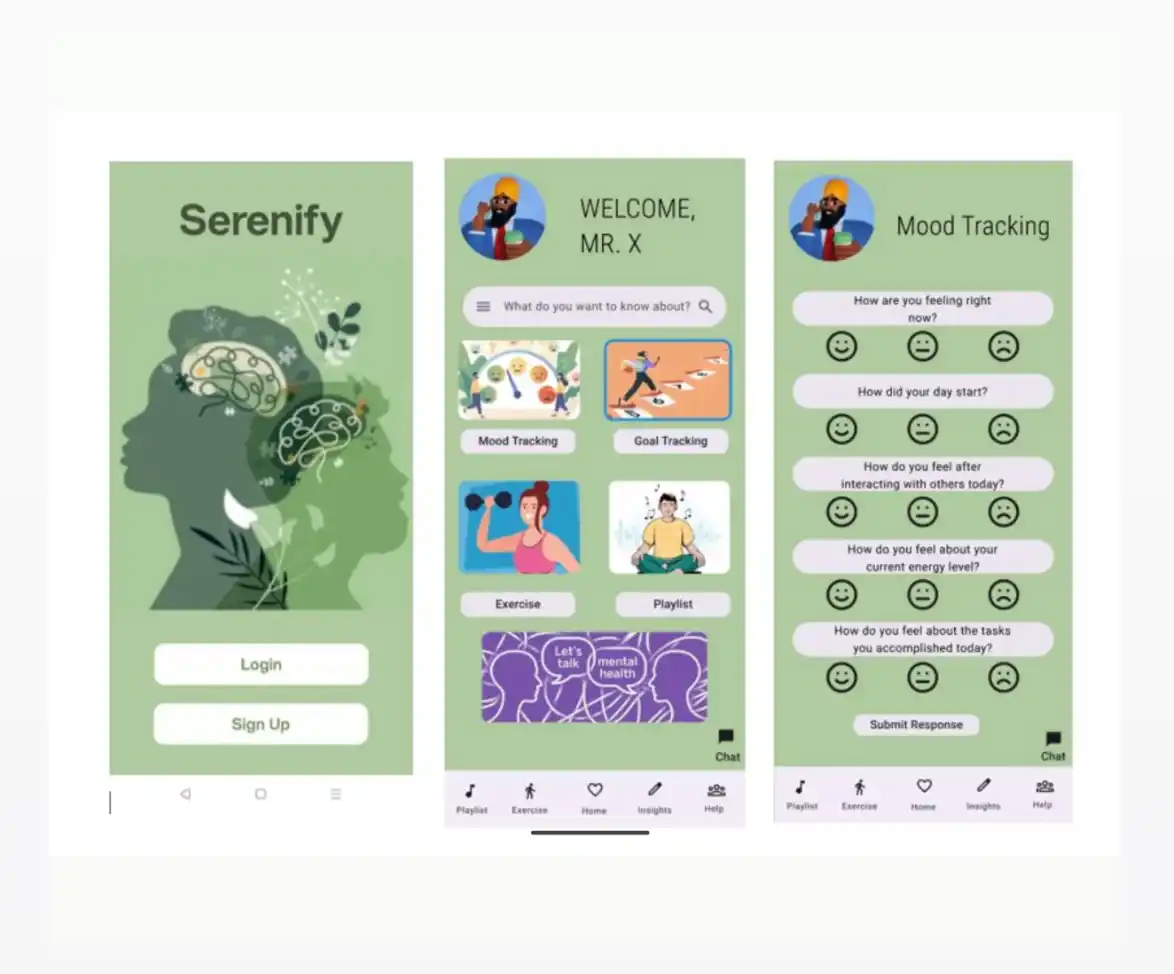 Serenify
Login
Sign Up
WELCOME,
MR. X
What do you want to know about?
Mood Tracking
Goal Tracking
Exercise
Playlist
Let's
talk
mental
health
Chat
Playlist
Exercise
Home
Insights
Help
Mood Tracking
How are you feeling right
now?
How did your day start?
How do you feel after
interacting with others today?
How do you feel about your
current energy level?
How do you feel about the tasks
you accomplished today?
Submit Response
Chat
Playlist
Exercise
Home
Insights
Help